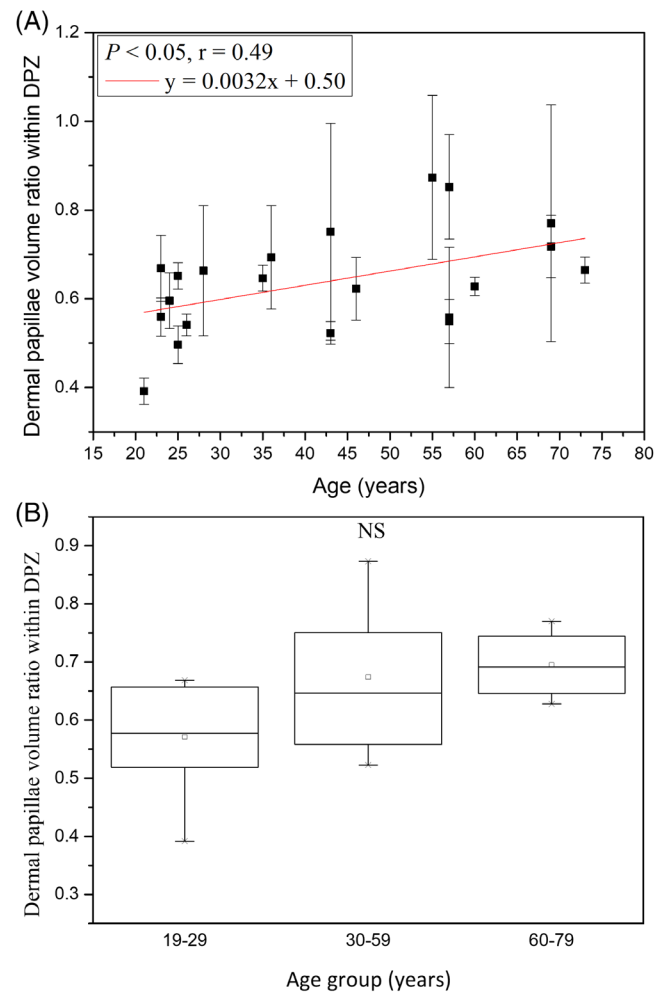 (A)
Dermal papillae volume ratio within DPZ
P < 0.05, r = 0.49
y = 0.0032x + 0.50
1.2
1.0
0.8
0.6
0.4
15 20 25 30 35 40 45 50 55 60 65 70 75 80
Age (years)
(B)
Dermal papillae volume ratio within DPZ
NS
0.9
0.8
0.7
0.6
0.5
0.4
0.3
19-29 30-59 60-79
Age group (years)